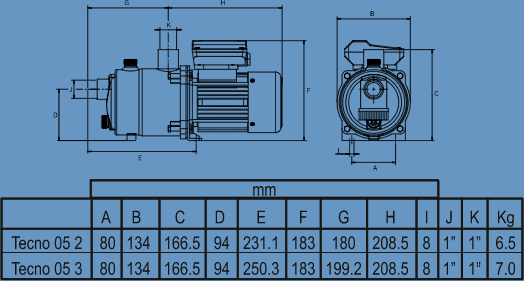 G H
K
B
J
F
C
D
E
I
A
mm
A B C D E F G H I J K Kg
Tecno 05 2 80 134 166.5 94 231.1 183 180 208.5 8 1" 1" 6.5
Tecno 05 3 80 134 166.5 94 250.3 183 199.2 208.5 8 1" 1" 7.0